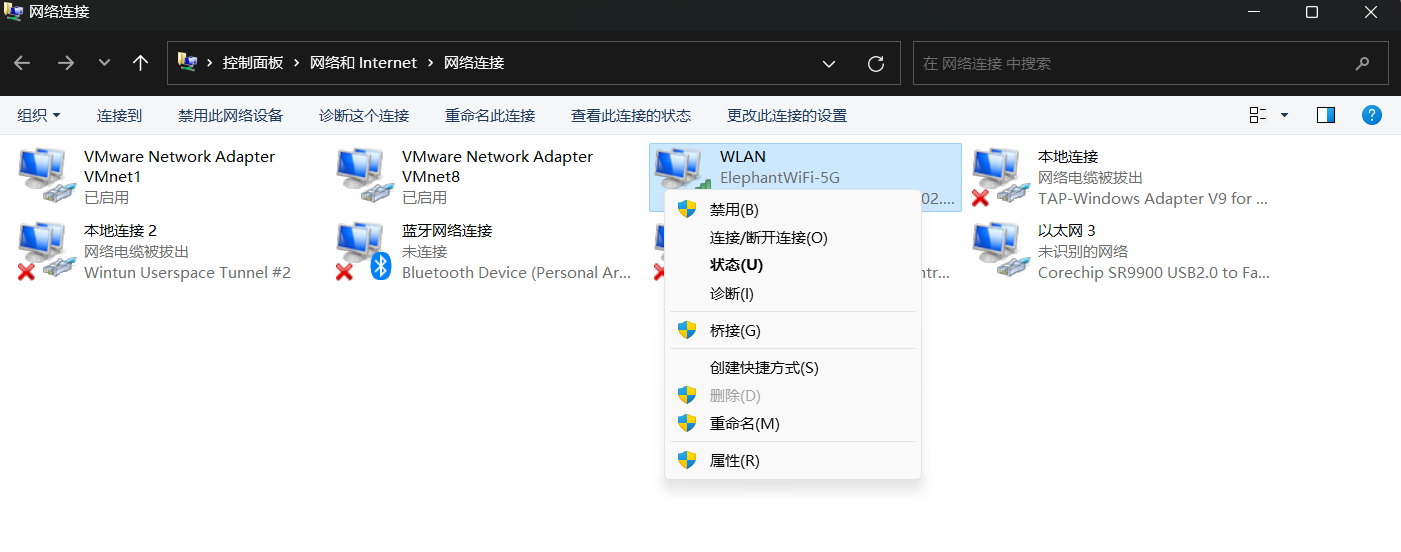 网络连接
控制面板 › 网络和 Internet › 网络连接
在 网络连接 中搜索
组织 连接到 禁用此网络设备 诊断这个连接 重命名此连接 查看此连接的状态 更改此连接的设置
VMware Network Adapter
VMnet1
已启用
VMware Network Adapter
VMnet8
已启用
WLAN
ElephantWiFi-5G
02....
本地连接
网络电缆被拔出
TAP-Windows Adapter V9 for ...
本地连接 2
网络电缆被拔出
Wintun Userspace Tunnel #2
蓝牙网络连接
未连接
Bluetooth Device (Personal Ar...
ntr...
以太网 3
未识别的网络
Corechip SR9900 USB2.0 to Fa...
禁用(B)
连接/断开连接(O)
状态(U)
诊断(I)
桥接(G)
创建快捷方式(S)
删除(D)
重命名(M)
属性(R)